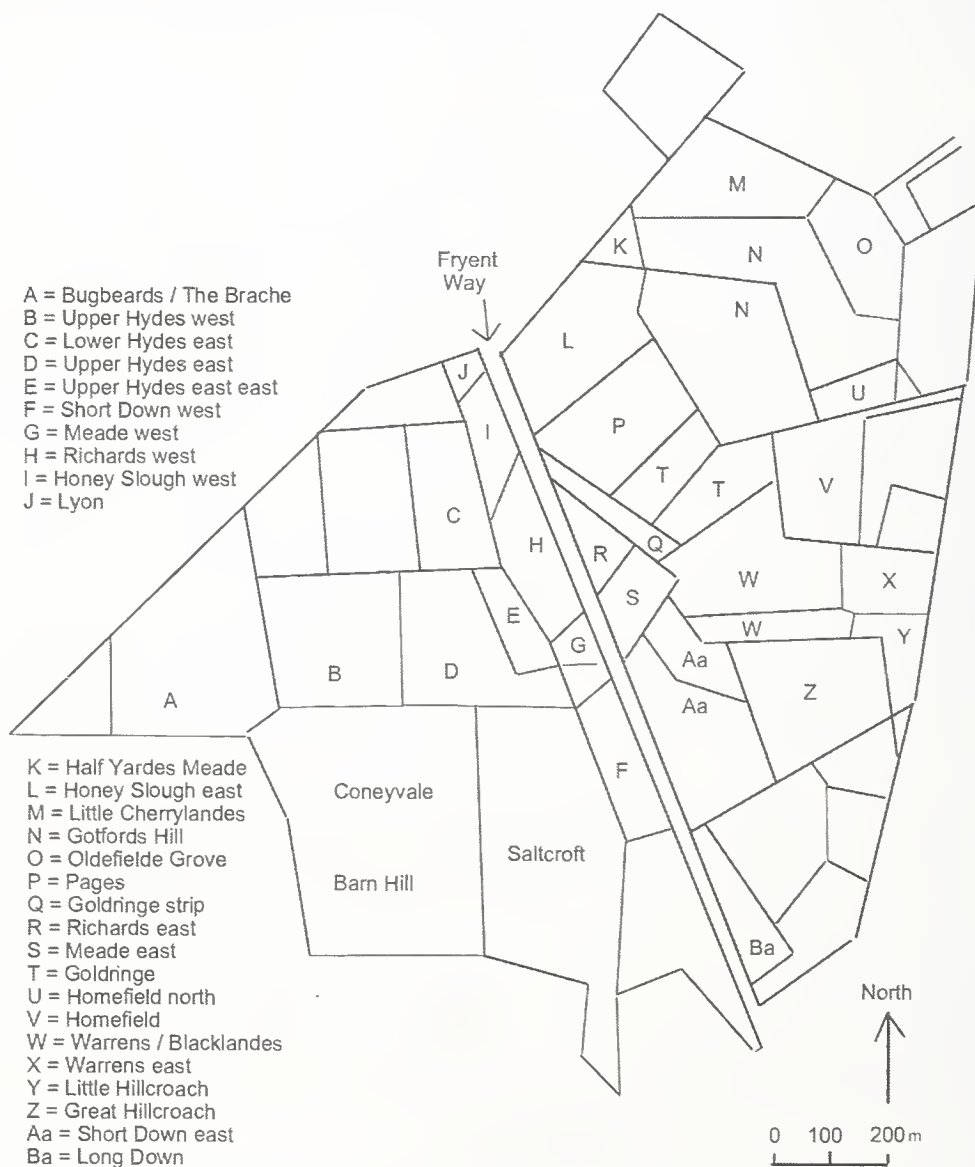 M
K
N
O
Fryent
Way
A = Bugbeards / The Brache
B = Upper Hydes west
C = Lower Hydes east
D = Upper Hydes east
E = Upper Hydes east east
F = Short Down west
G = Meade west
H = Richards west
I = Honey Slough west
J = Lyon
N
L
J
U
I
P
T
T
V
C
H
R
Q
W
X
S
E
W
Y
G
Aa
A
B
D
Z
Aa
K = Half Yardes Meade
L = Honey Slough east
M = Little Cherrylandes
N = Gotfords Hill
O = Oldefielde Grove
P = Pages
Q = Goldringe strip
R = Richards east
S = Meade east
T = Goldringe
U = Homefield north
V = Homefield
W = Warrens / Blacklandes
X = Warrens east
Y = Little Hillcroach
Z = Great Hillcroach
Aa = Short Down east
Ba = Long Down
F
Coneyvale
Saltcroft
Barn Hill
Ba
North
0 100 200 m